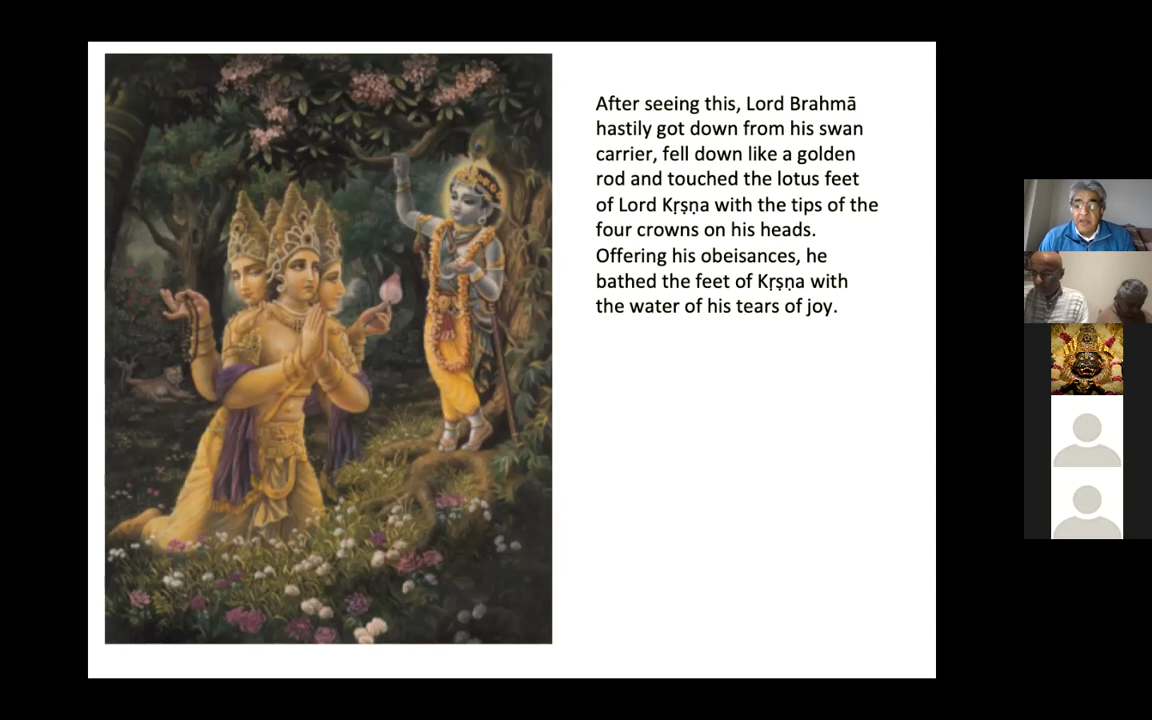 After seeing this, Lord Brahmā
hastily got down from his swan
carrier, fell down like a golden
rod and touched the lotus feet
of Lord Kṛṣṇa with the tips of the
four crowns on his heads.
Offering his obeisances, he
bathed the feet of Kṛṣṇa with
the water of his tears of joy.